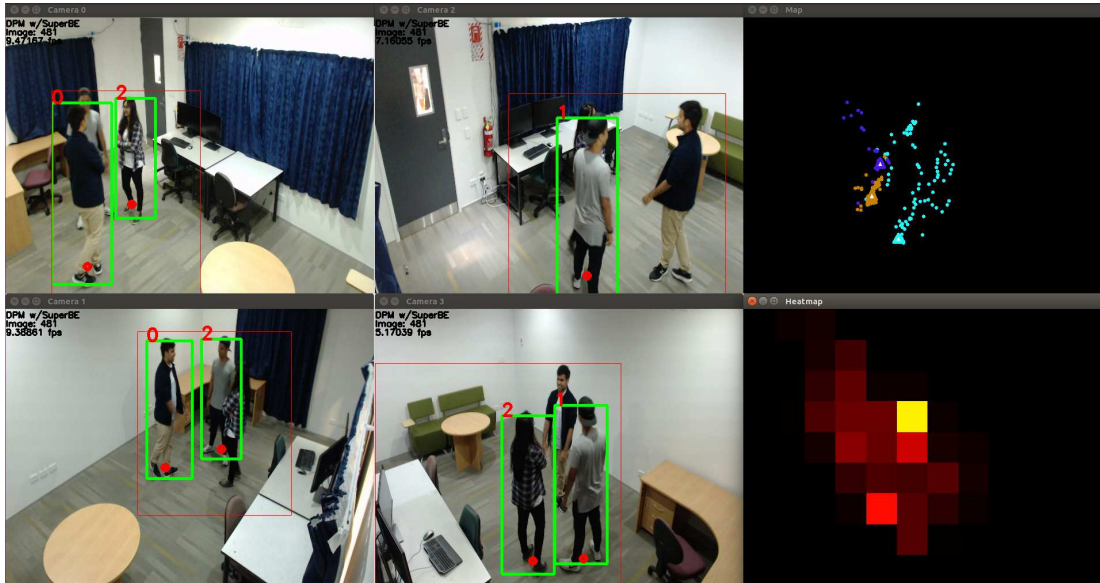 Camera 0
DPM w/SuperBE
Image: 481
9.47167 fps
0
2
Camera 2
DPM w/SuperBE
Image: 481
7.16055 fps
1
Map
Camera 1
DPM w/SuperBE
Image: 481
9.38861 fps
0
2
Camera 3
DPM w/SuperBE
Image: 481
5.17039 fps
2
1
Heatmap